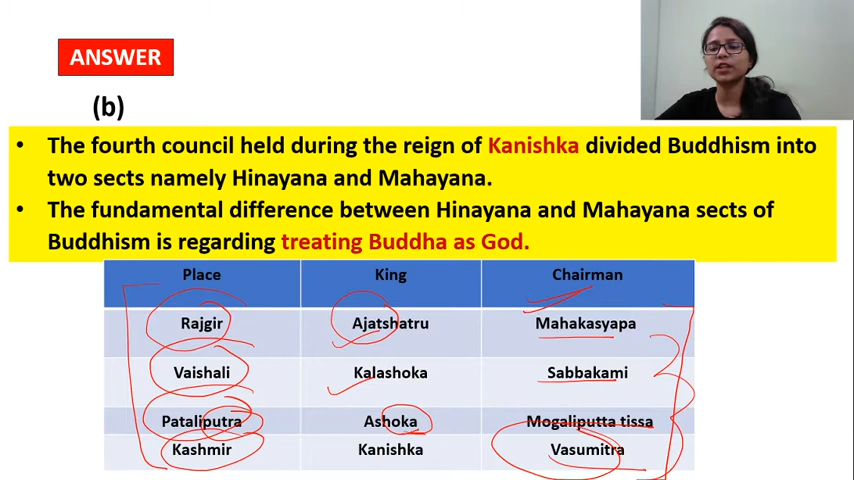 ANSWER
(b)
• The fourth council held during the reign of Kanishka divided Buddhism into
two sects namely Hinayana and Mahayana.
• The fundamental difference between Hinayana and Mahayana sects of
Buddhism is regarding treating Buddha as God.
Place King Chairman
Rajgir Ajatshatru Mahakasyapa
Vaishali Kalashoka Sabbakami
Pataliputra Ashoka Mogaliputta tissa
Kashmir Kanishka Vasumitra